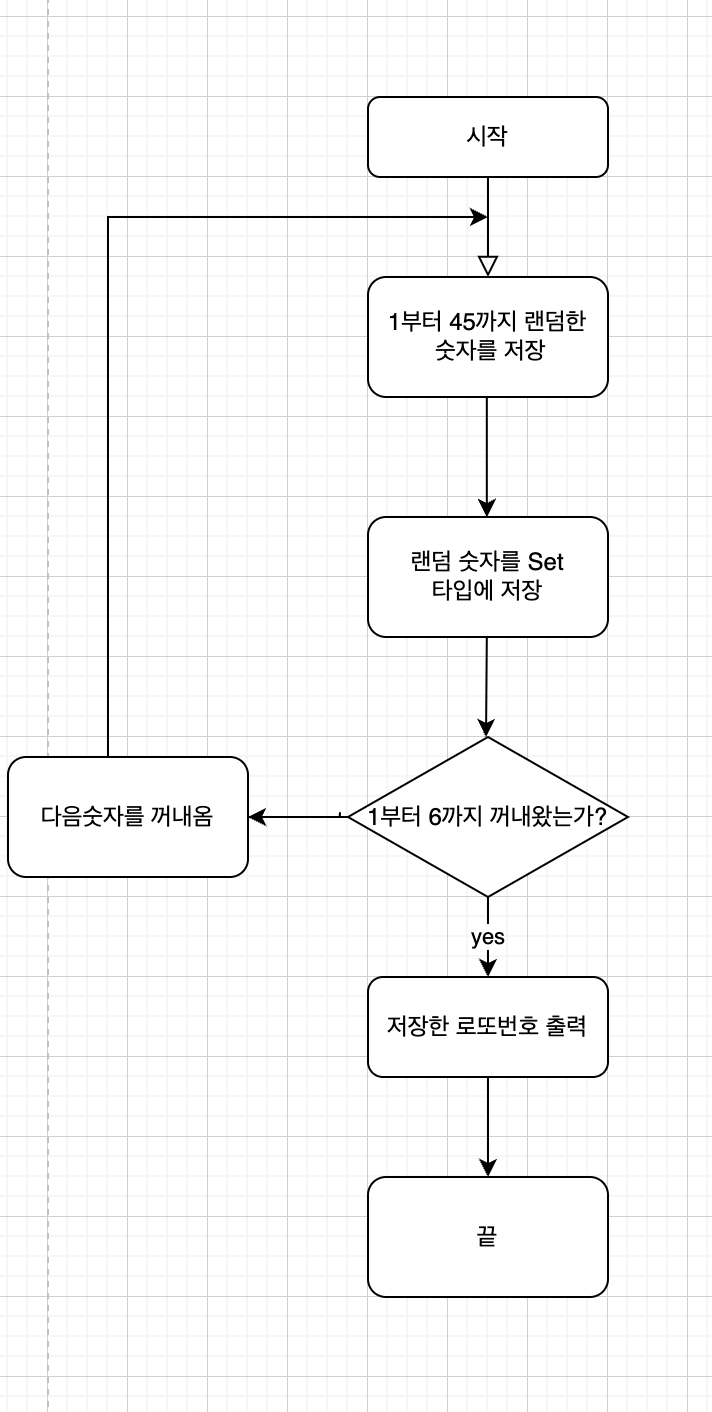 시작
1부터 45까지 랜덤한
숫자를 저장
랜덤 숫자를 Set
타입에 저장
1부터 6까지 꺼내왔는가?
다음숫자를 꺼내옴
yes
저장한 로또번호 출력
끝